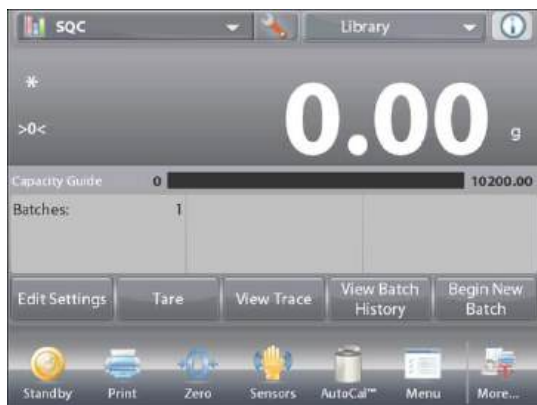 SQC Library
*
>0<
0.00 g
Capacity Guide 0 10200.00
Batches: 1
Edit Settings Tare View Trace View Batch History Begin New Batch
Standby Print Zero Sensors AutoCal™ Menu More...